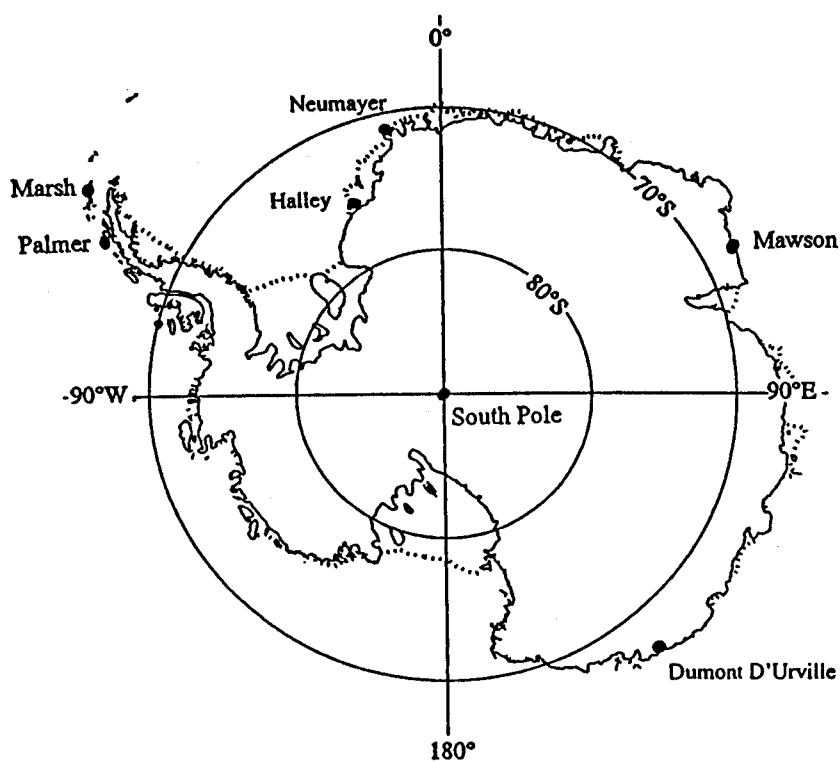 0°
Neumayer
Marsh
Halley
70°S
Palmer
Mawson
80°S
-90°W
90°E -
South Pole
Dumont D'Urville
180°